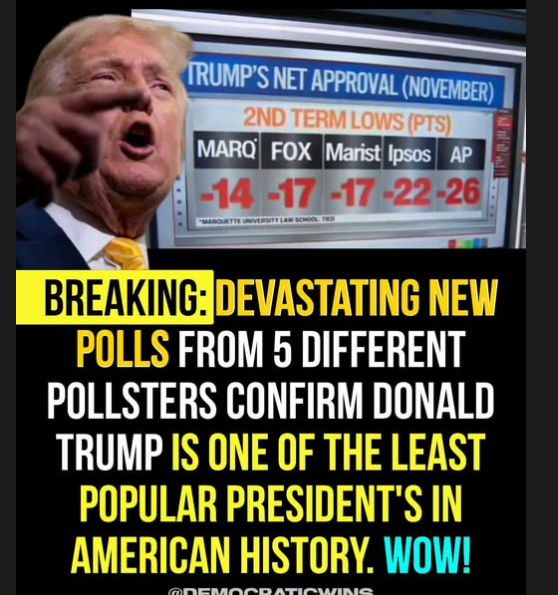 TRUMP'S NET APPROVAL (NOVEMBER)
2ND TERM LOWS (PTS)
MARQ* FOX Marist Ipsos AP
-14 -17 -17 -22 -26
*MARQUETTE UNIVERSITY LAW SCHOOL: TIED
BREAKING: DEVASTATING NEW
POLLS FROM 5 DIFFERENT
POLLSTERS CONFIRM DONALD
TRUMP IS ONE OF THE LEAST
POPULAR PRESIDENT'S IN
AMERICAN HISTORY. WOW!
@DEMOCRATICWINS